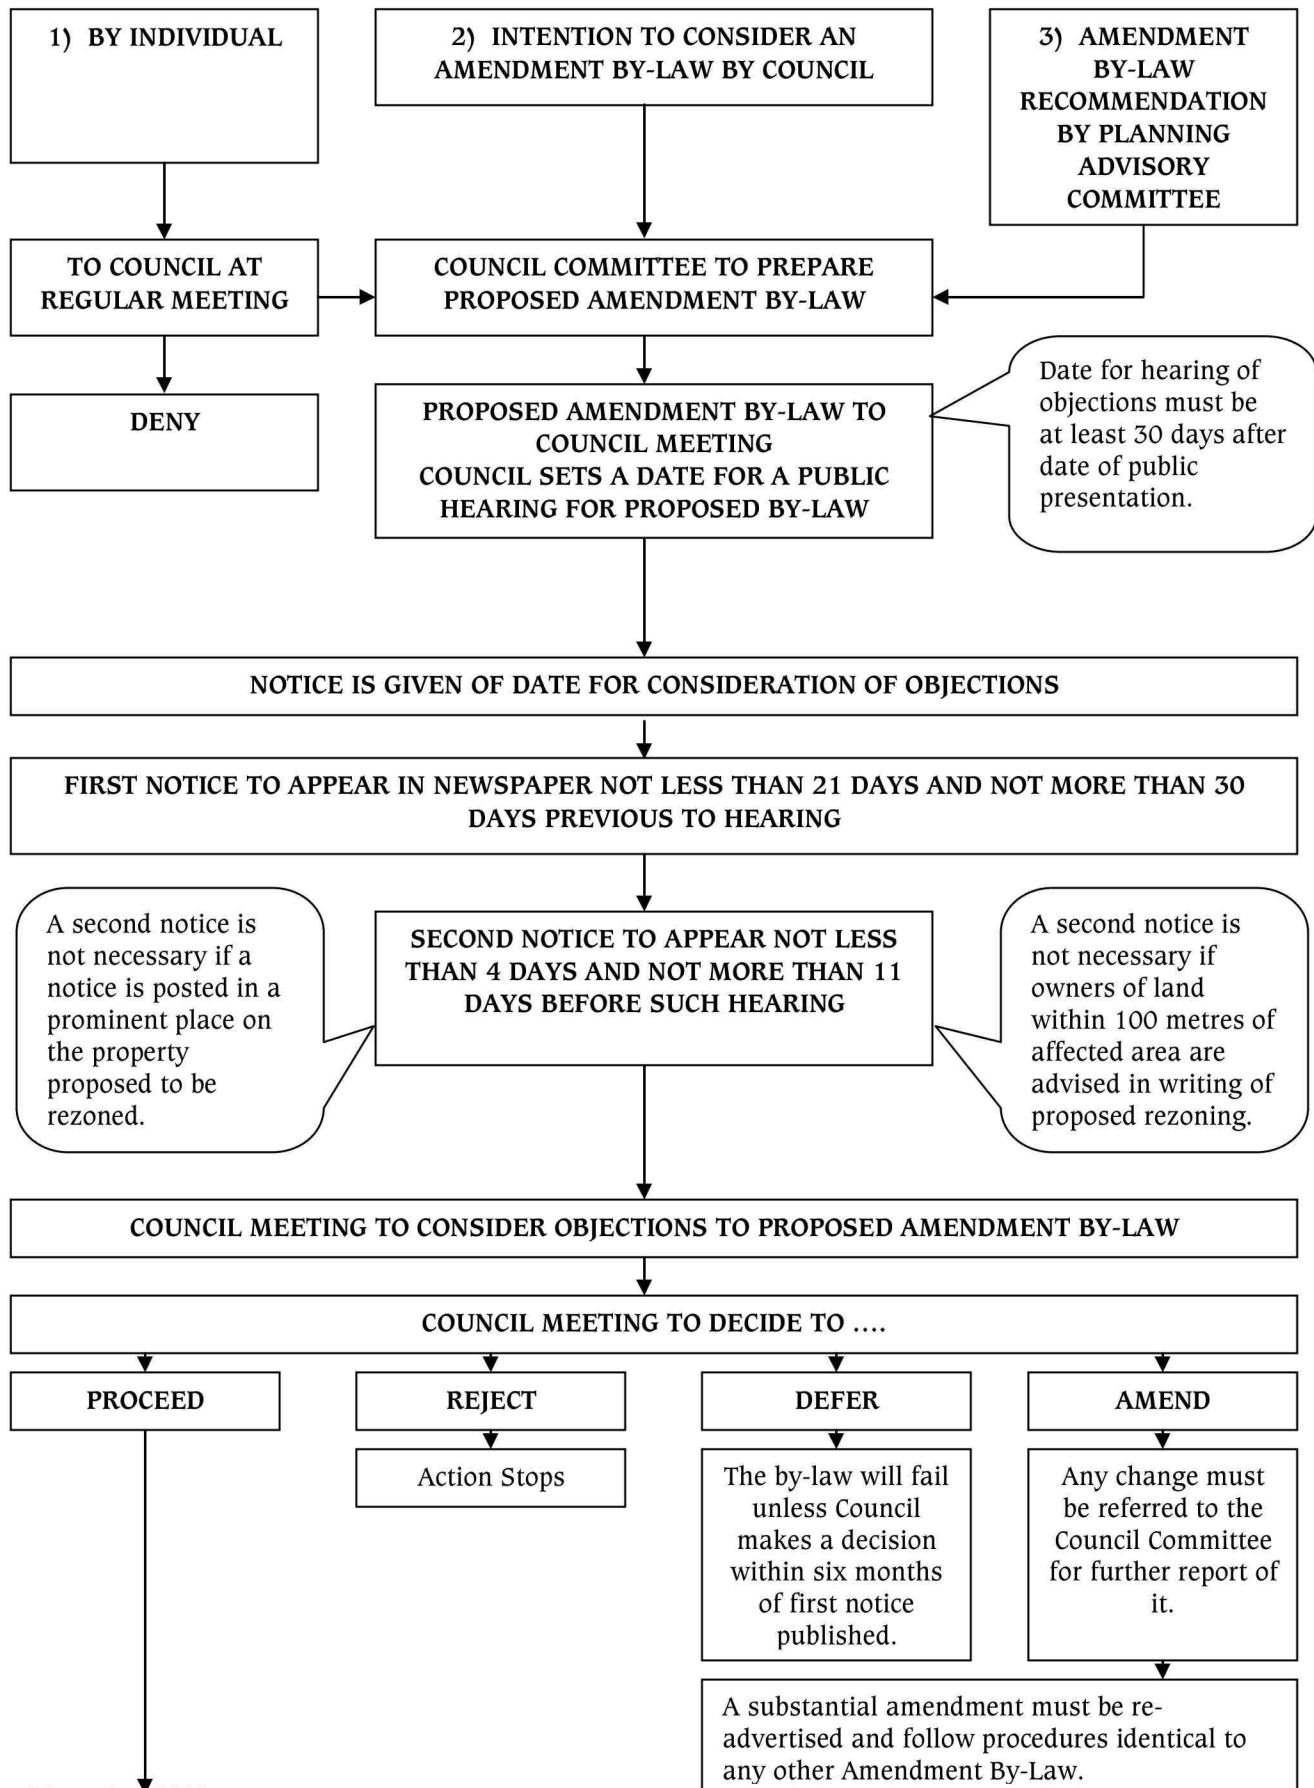 1) BY INDIVIDUAL
2) INTENTION TO CONSIDER AN
AMENDMENT BY-LAW BY COUNCIL
3) AMENDMENT
BY-LAW
RECOMMENDATION
BY PLANNING
ADVISORY
COMMITTEE
TO COUNCIL AT
REGULAR MEETING
COUNCIL COMMITTEE TO PREPARE
PROPOSED AMENDMENT BY-LAW
DENY
PROPOSED AMENDMENT BY-LAW TO
COUNCIL MEETING
COUNCIL SETS A DATE FOR A PUBLIC
HEARING FOR PROPOSED BY-LAW
Date for hearing of
objections must be
at least 30 days after
date of public
presentation.
NOTICE IS GIVEN OF DATE FOR CONSIDERATION OF OBJECTIONS
FIRST NOTICE TO APPEAR IN NEWSPAPER NOT LESS THAN 21 DAYS AND NOT MORE THAN 30
DAYS PREVIOUS TO HEARING
A second notice is
not necessary if a
notice is posted in a
prominent place on
the property
proposed to be
rezoned.
SECOND NOTICE TO APPEAR NOT LESS
THAN 4 DAYS AND NOT MORE THAN 11
DAYS BEFORE SUCH HEARING
A second notice is
not necessary if
owners of land
within 100 metres of
affected area are
advised in writing of
proposed rezoning.
COUNCIL MEETING TO CONSIDER OBJECTIONS TO PROPOSED AMENDMENT BY-LAW
COUNCIL MEETING TO DECIDE TO ....
PROCEED
REJECT
DEFER
AMEND
Action Stops
The by-law will fail
unless Council
makes a decision
within six months
of first notice
published.
Any change must
be referred to the
Council Committee
for further report of
it.
A substantial amendment must be re-
advertised and follow procedures identical to
any other Amendment By-Law.